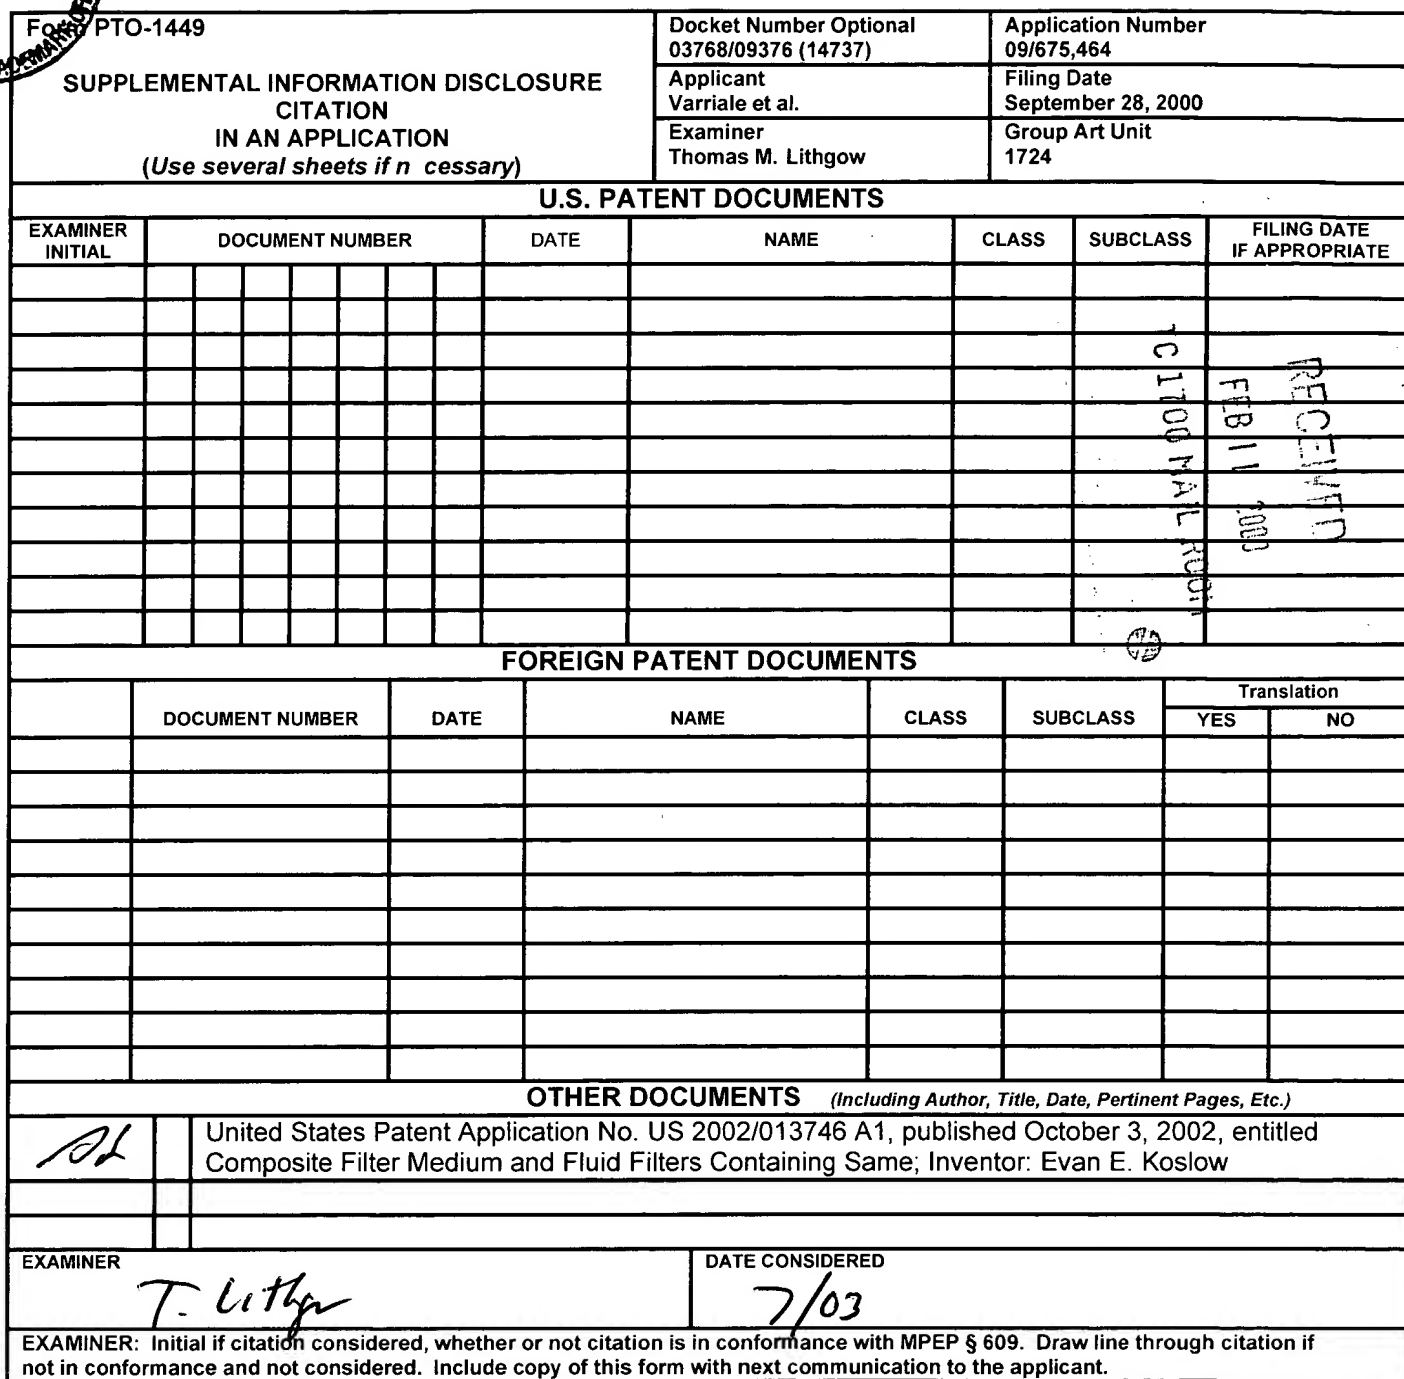 PTO-1449
SUPPLEMENTAL INFORMATION DISCLOSURE
CITATION
IN AN APPLICATION
(Use several sheets if n cessary)
Docket Number Optional
03768/09376 (14737)
Application Number
09/675,464
Applicant
Varriale et al.
Filing Date
September 28, 2000
Examiner
Thomas M. Lithgow
Group Art Unit
1724
U.S. PATENT DOCUMENTS
EXAMINER
INITIAL
DOCUMENT NUMBER
DATE
NAME
CLASS
SUBCLASS
FILING DATE
IF APPROPRIATE
RECEIVED
FEB 11
TC 1700 MAIL ROOM
FOREIGN PATENT DOCUMENTS
DOCUMENT NUMBER
DATE
NAME
CLASS
SUBCLASS
Translation
YES
NO
OTHER DOCUMENTS (Including Author, Title, Date, Pertinent Pages, Etc.)
United States Patent Application No. US 2002/013746 A1, published October 3, 2002, entitled
Composite Filter Medium and Fluid Filters Containing Same; Inventor: Evan E. Koslow
EXAMINER
T. Lithgow
DATE CONSIDERED
7/03
EXAMINER: Initial if citation considered, whether or not citation is in conformance with MPEP § 609. Draw line through citation if
not in conformance and not considered. Include copy of this form with next communication to the applicant.